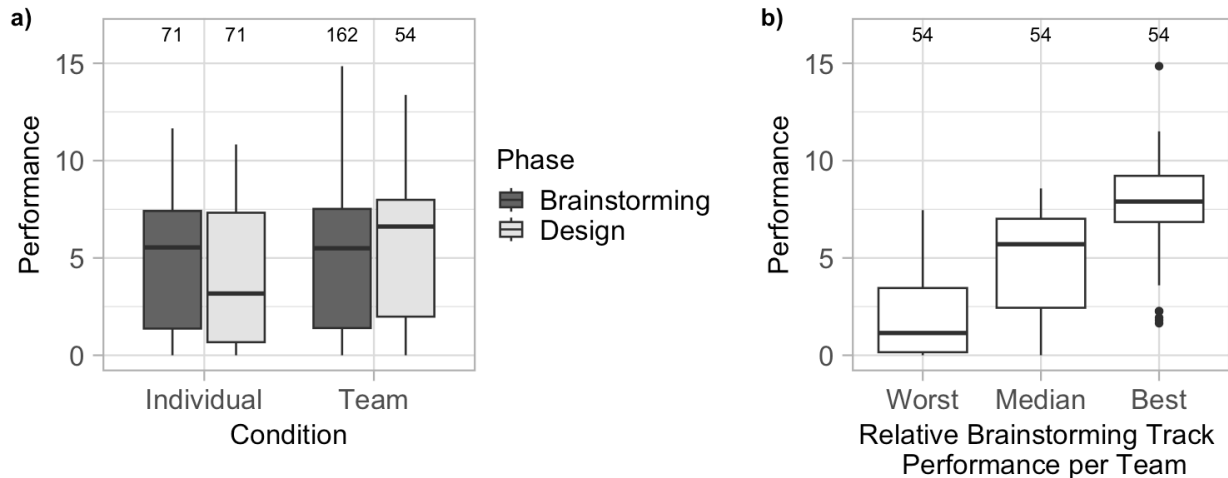 a)
71 71 162 54
15
10
5
0
Performance
Individual Team
Condition
Phase
Brainstorming
Design
b)
54 54 54
15
10
5
0
Performance
Worst Median Best
Relative Brainstorming Track
Performance per Team